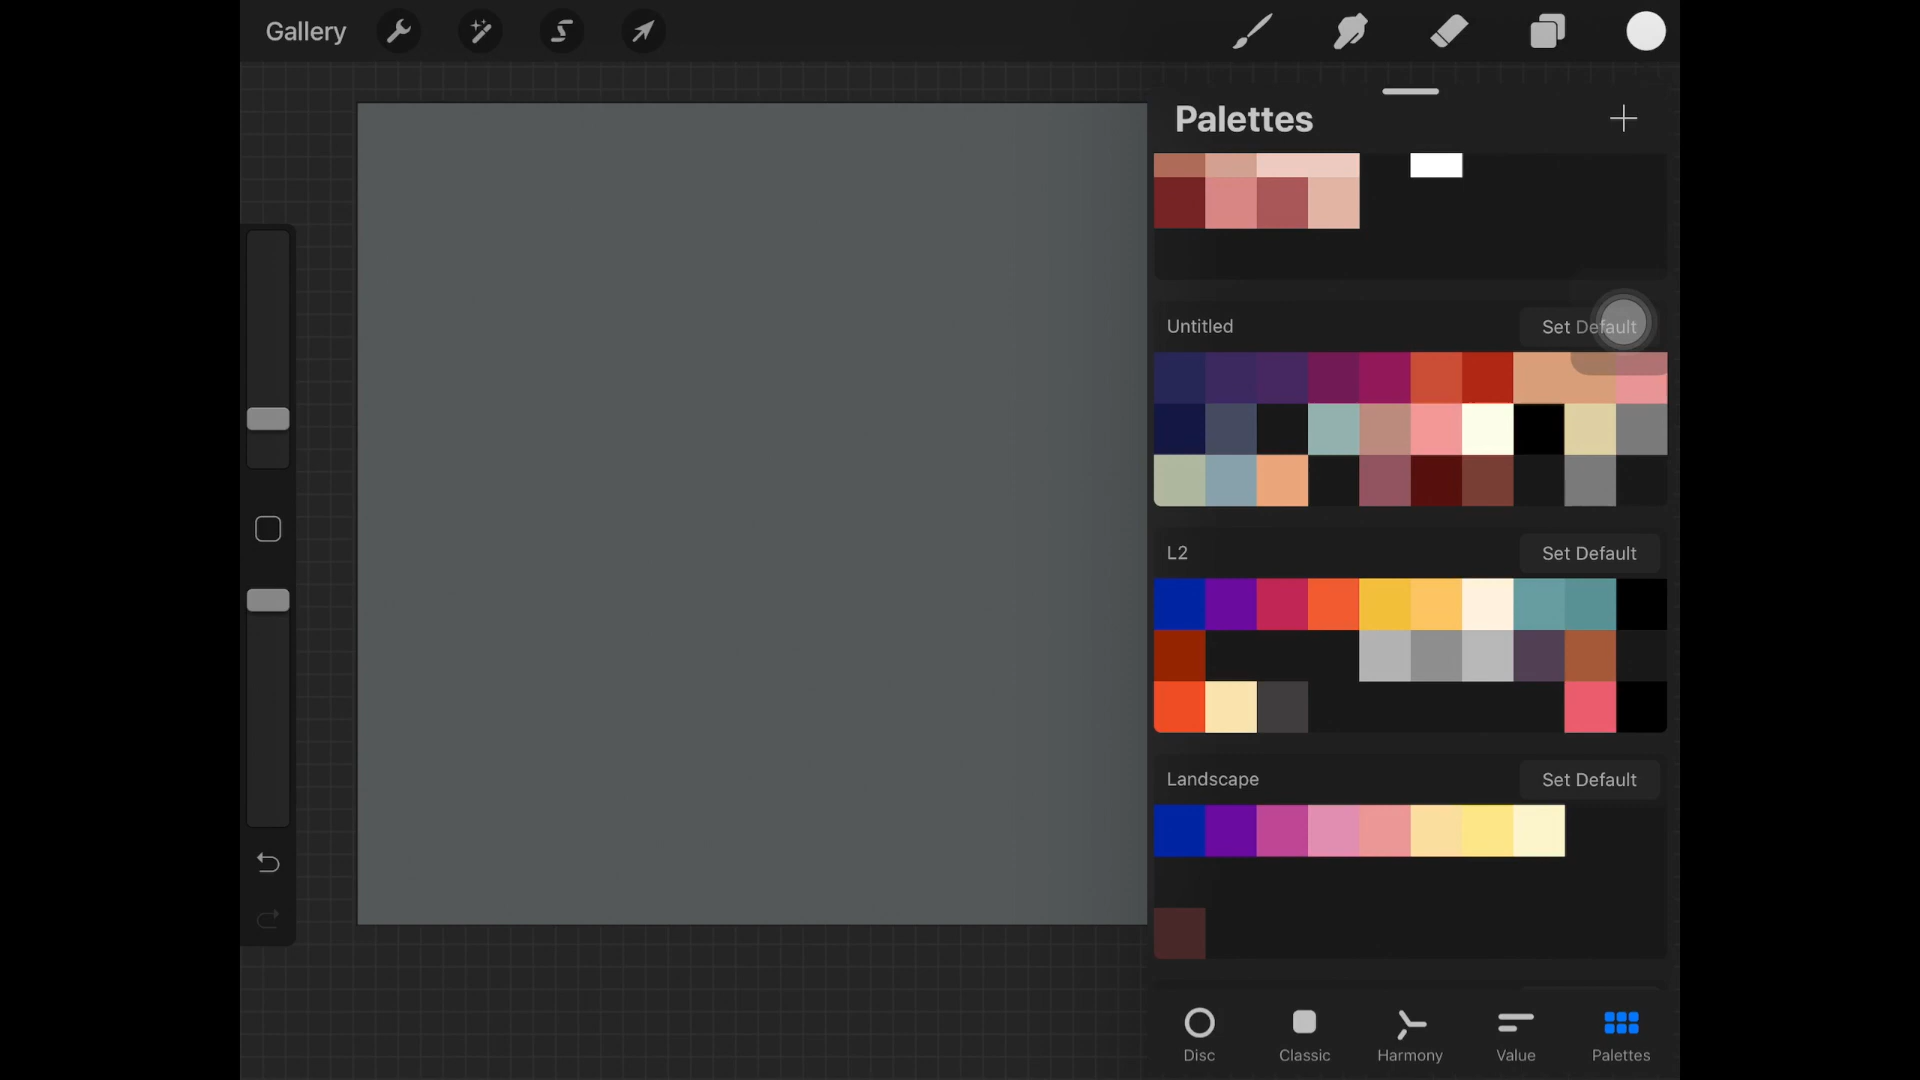 Gallery
Palettes
Untitled
Set Default
L2
Set Default
Landscape
Set Default
Disc
Classic
Harmony
Value
Palettes